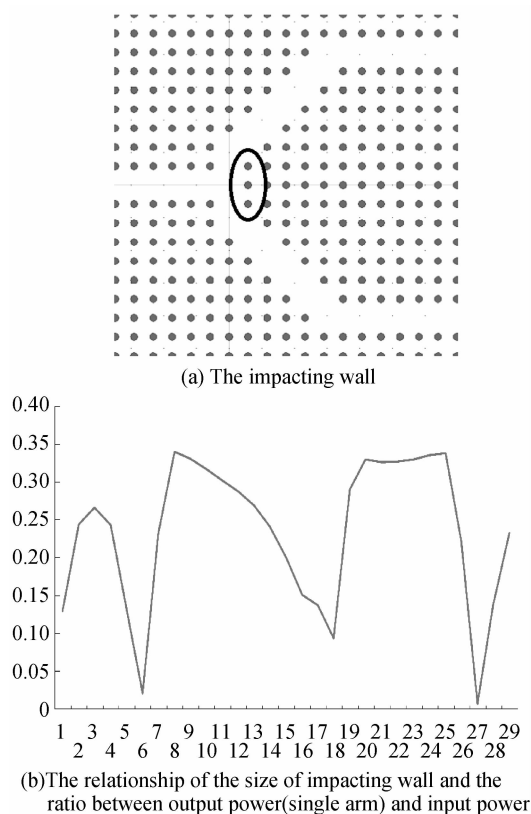 (a) The impacting wall
0.40
0.35
0.30
0.25
0.20
0.15
0.10
0.05
0
1 3 5 7 9 11 13 15 17 19 21 23 25 27 29
2 4 6 8 10 12 14 16 18 20 22 24 26 28
(b)The relationship of the size of impacting wall and the
ratio between output power(single arm) and input power